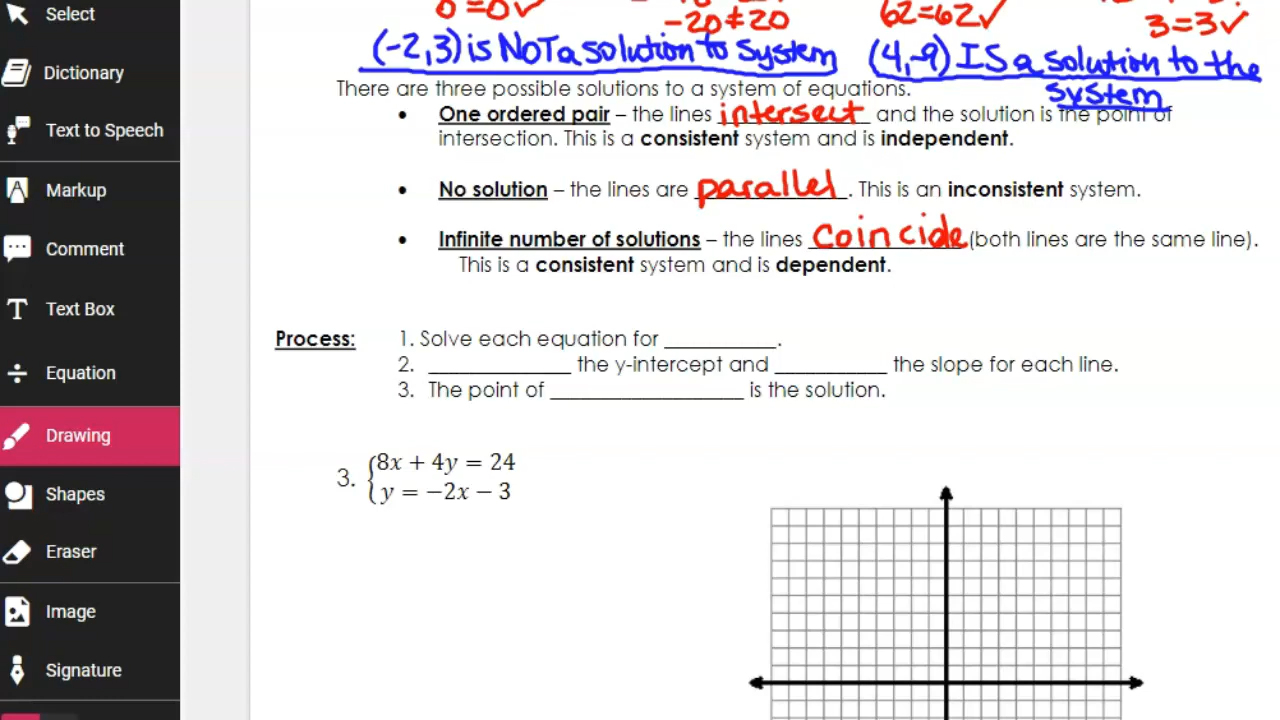 Select
Dictionary
Text to Speech
Markup
Comment
Text Box
Equation
Drawing
Shapes
Eraser
Image
Signature
0=0✓
-20≠20
62=62✓
3=3✓
(-2,3) is NOT a solution to system
(4,-9) IS a solution to the
system
There are three possible solutions to a system of equations.
• One ordered pair – the lines intersect and the solution is the point of
intersection. This is a consistent system and is independent.
• No solution – the lines are parallel. This is an inconsistent system.
• Infinite number of solutions – the lines coincide (both lines are the same line).
This is a consistent system and is dependent.
Process: 1. Solve each equation for __________.
2. _____________ the y-intercept and __________ the slope for each line.
3. The point of _________________ is the solution.
3. {8x + 4y = 24
y = −2x − 3